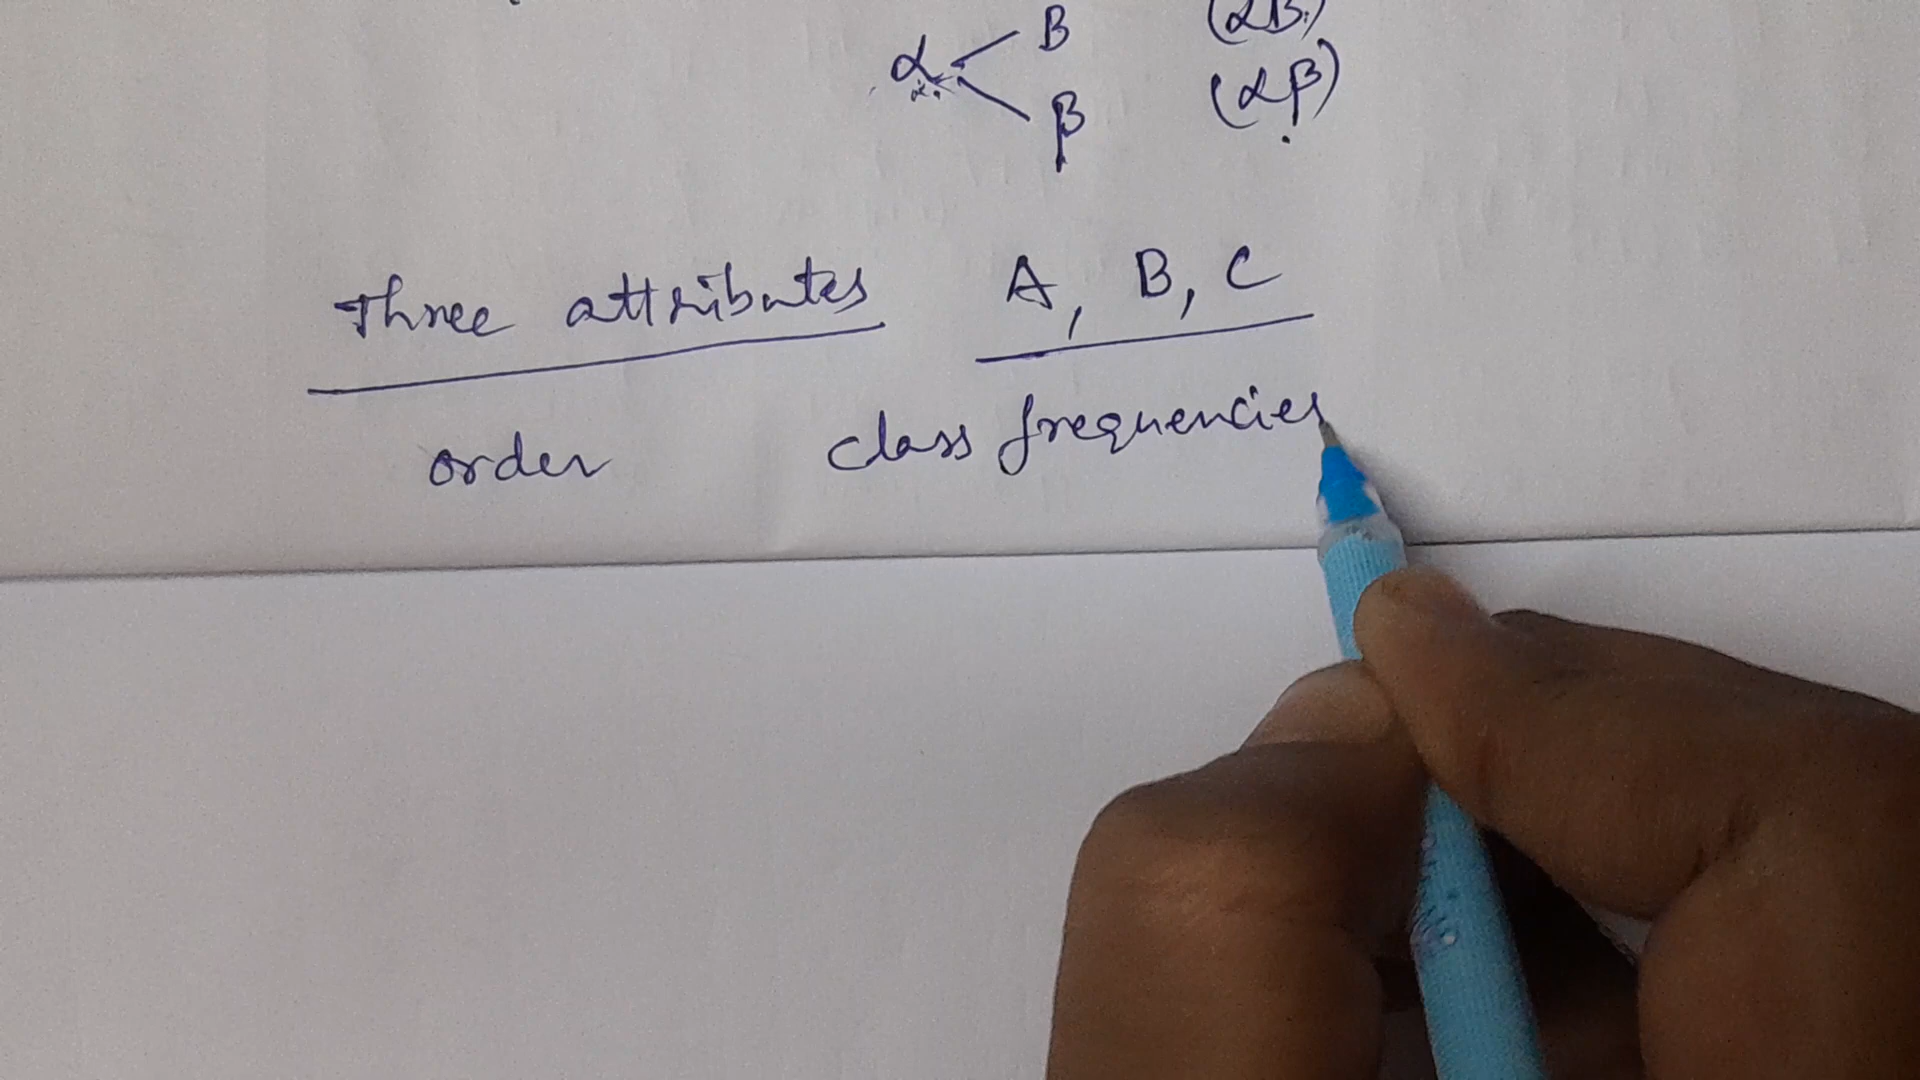 B (αB)
α
β (αβ)
Three attributes A, B, C
order class frequencies